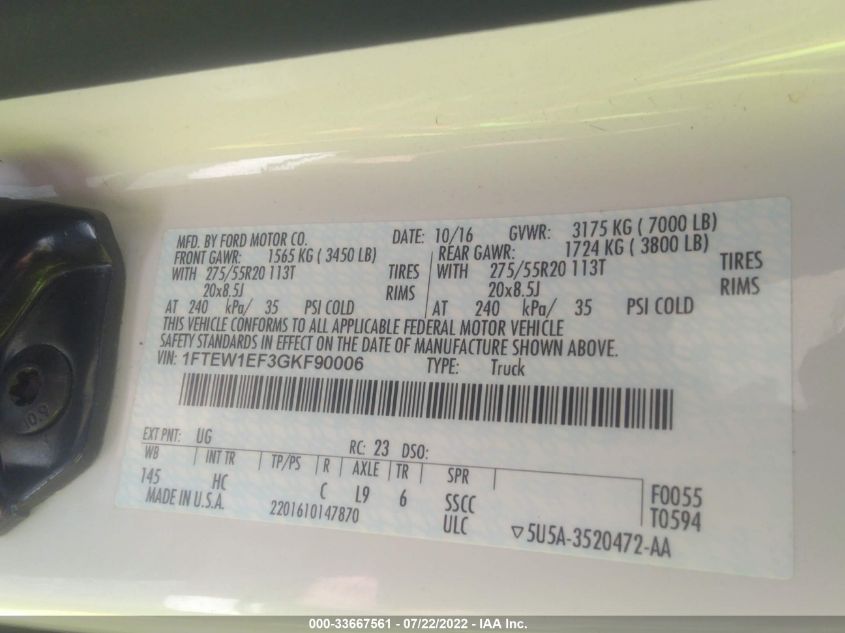 MFD. BY FORD MOTOR CO. DATE: 10/16 GVWR: 3175 KG ( 7000 LB)
FRONT GAWR: 1565 KG ( 3450 LB) REAR GAWR: 1724 KG ( 3800 LB)
WITH 275/55R20 113T TIRES WITH 275/55R20 113T TIRES
20x8.5J RIMS 20x8.5J RIMS
AT 240 kPa/ 35 PSI COLD AT 240 kPa/ 35 PSI COLD
THIS VEHICLE CONFORMS TO ALL APPLICABLE FEDERAL MOTOR VEHICLE
SAFETY STANDARDS IN EFFECT ON THE DATE OF MANUFACTURE SHOWN ABOVE.
VIN: 1FTEW1EF3GKF90006 TYPE: Truck
EXT PNT: UG RC: 23 DSO:
WB INT TR TP/PS R AXLE TR SPR
145 HC C L9 6 SSCC F0055
MADE IN U.S.A. 2201610147870 ULC T0594
▽5U5A-3520472-AA
10.9
000-33667561 - 07/22/2022 - IAA Inc.